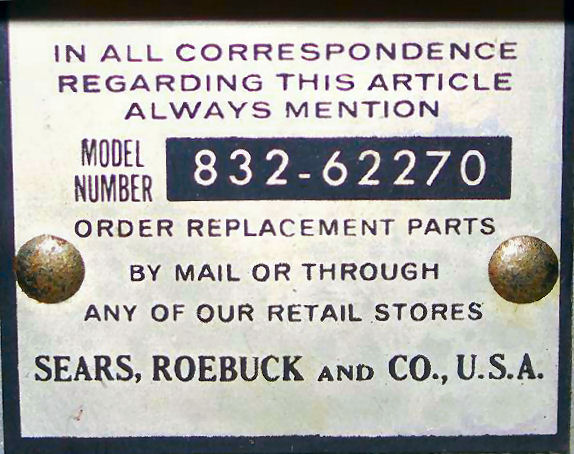 IN ALL CORRESPONDENCE
REGARDING THIS ARTICLE
ALWAYS MENTION
MODEL NUMBER 832-62270
ORDER REPLACEMENT PARTS
BY MAIL OR THROUGH
ANY OF OUR RETAIL STORES
SEARS, ROEBUCK AND CO., U.S.A.